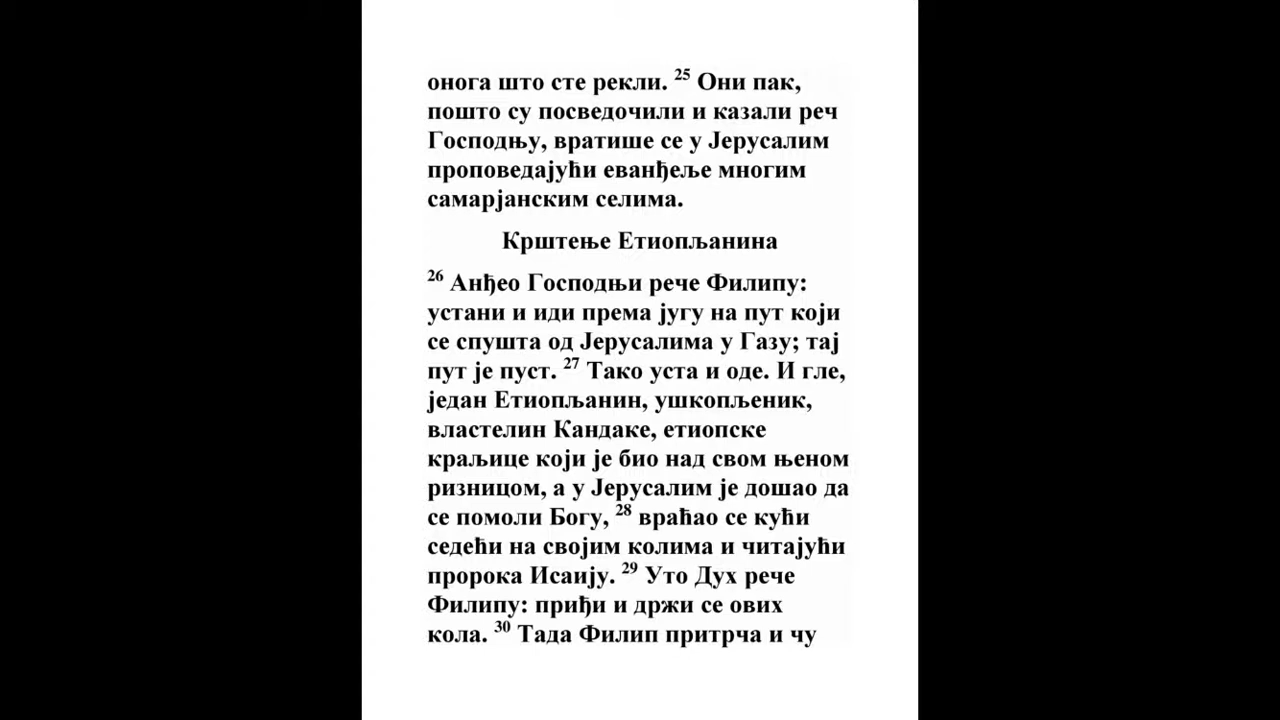 онога што сте рекли. 25 Они пак,
пошто су посведочили и казали реч
Господњу, вратише се у Јерусалим
проповедајући еванђеље многим
самарјанским селима.
Крштење Етиопљанина
26 Анђео Господњи рече Филипу:
устани и иди према југу на пут који
се спушта од Јерусалима у Газу; тај
пут је пуст. 27 Тако уста и оде. И гле,
један Етиопљанин, ушкопљеник,
властелин Кандаке, етиопске
краљице који је био над свом њеном
ризницом, а у Јерусалим је дошао да
се помоли Богу, 28 враћао се кући
седећи на својим колима и читајући
пророка Исаију. 29 Уто Дух рече
Филипу: приђи и држи се ових
кола. 30 Тада Филип притрча и чу